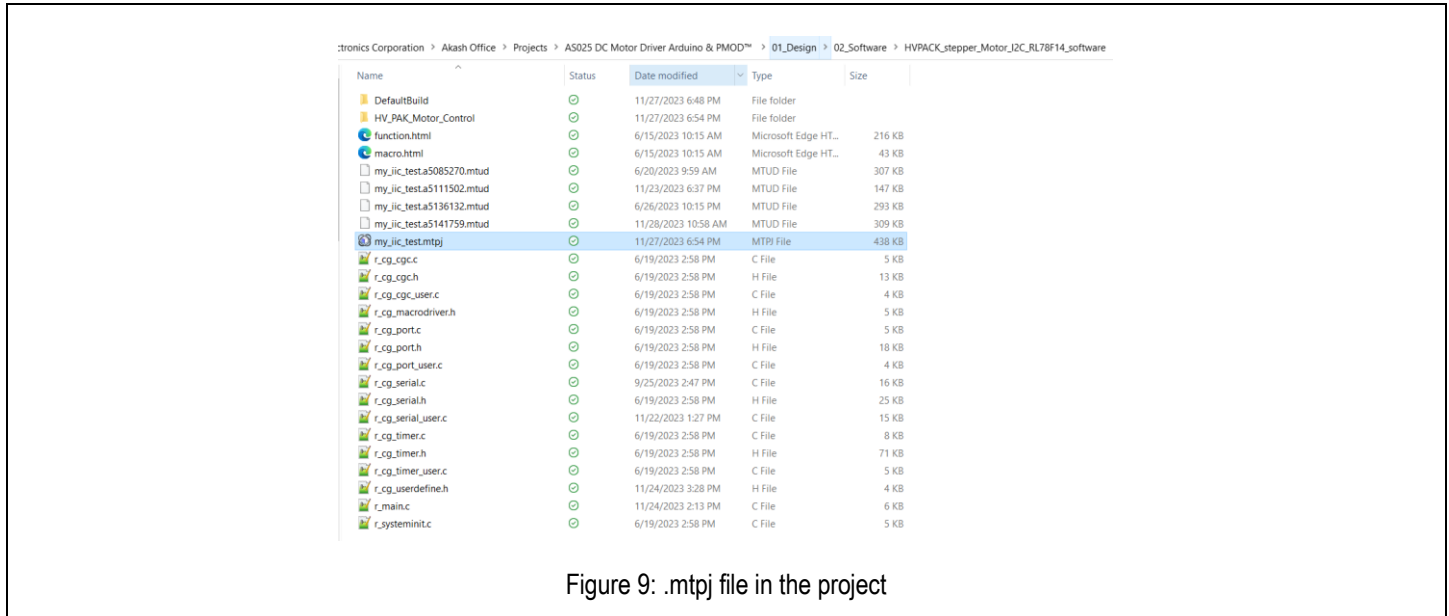 :tronics Corporation > Akash Office > Projects > AS025 DC Motor Driver Arduino & PMOD™ > 01_Design > 02_Software > HVPACK_stepper_Motor_I2C_RL78F14_software
Name Status Date modified Type Size
DefaultBuild 11/27/2023 6:48 PM File folder
HV_PAK_Motor_Control 11/27/2023 6:54 PM File folder
function.html 6/15/2023 10:15 AM Microsoft Edge HT... 216 KB
macro.html 6/15/2023 10:15 AM Microsoft Edge HT... 43 KB
my_iic_test.a5085270.mtud 6/20/2023 9:59 AM MTUD File 307 KB
my_iic_test.a5111502.mtud 11/23/2023 6:37 PM MTUD File 147 KB
my_iic_test.a5136132.mtud 6/26/2023 10:15 PM MTUD File 293 KB
my_iic_test.a5141759.mtud 11/28/2023 10:58 AM MTUD File 309 KB
my_iic_test.mtpj 11/27/2023 6:54 PM MTPJ File 438 KB
r_cg_cgc.c 6/19/2023 2:58 PM C File 5 KB
r_cg_cgc.h 6/19/2023 2:58 PM H File 13 KB
r_cg_cgc_user.c 6/19/2023 2:58 PM C File 4 KB
r_cg_macrodriver.h 6/19/2023 2:58 PM H File 5 KB
r_cg_port.c 6/19/2023 2:58 PM C File 5 KB
r_cg_port.h 6/19/2023 2:58 PM H File 18 KB
r_cg_port_user.c 6/19/2023 2:58 PM C File 4 KB
r_cg_serial.c 9/25/2023 2:47 PM C File 16 KB
r_cg_serial.h 6/19/2023 2:58 PM H File 25 KB
r_cg_serial_user.c 11/22/2023 1:27 PM C File 15 KB
r_cg_timer.c 6/19/2023 2:58 PM C File 8 KB
r_cg_timer.h 6/19/2023 2:58 PM H File 71 KB
r_cg_timer_user.c 6/19/2023 2:58 PM C File 5 KB
r_cg_userdefine.h 11/24/2023 3:28 PM H File 4 KB
r_main.c 11/24/2023 2:13 PM C File 6 KB
r_systeminit.c 6/19/2023 2:58 PM C File 5 KB
Figure 9: .mtpj file in the project